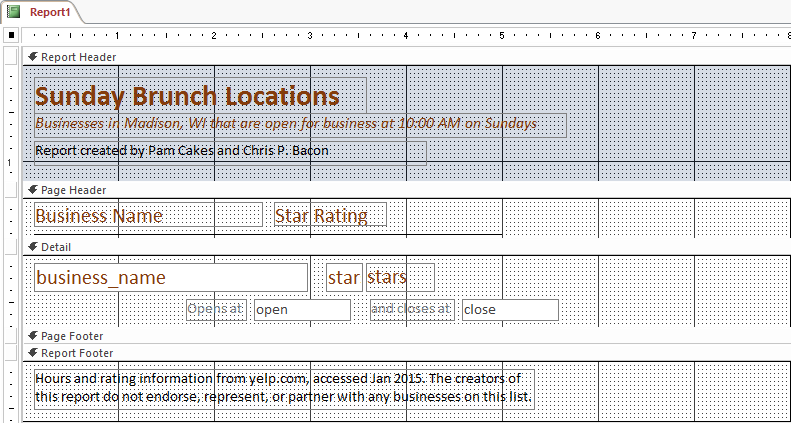 Report1
1 2 3 4 5 6 7 8
Report Header
Sunday Brunch Locations
Businesses in Madison, WI that are open for business at 10:00 AM on Sundays
Report created by Pam Cakes and Chris P. Bacon
1
Page Header
Business Name Star Rating
Detail
business_name star stars
Opens at open and closes at close
Page Footer
Report Footer
Hours and rating information from yelp.com, accessed Jan 2015. The creators of
this report do not endorse, represent, or partner with any businesses on this list.